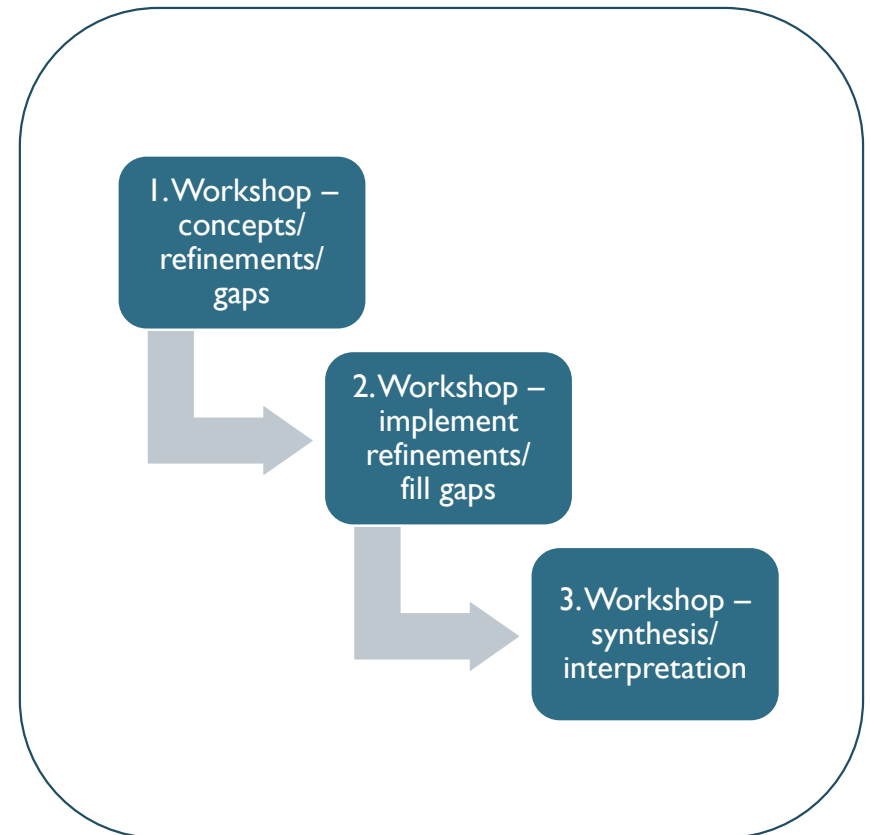 1. Workshop –
concepts/
refinements/
gaps
2. Workshop –
implement
refinements/
fill gaps
3. Workshop –
synthesis/
interpretation